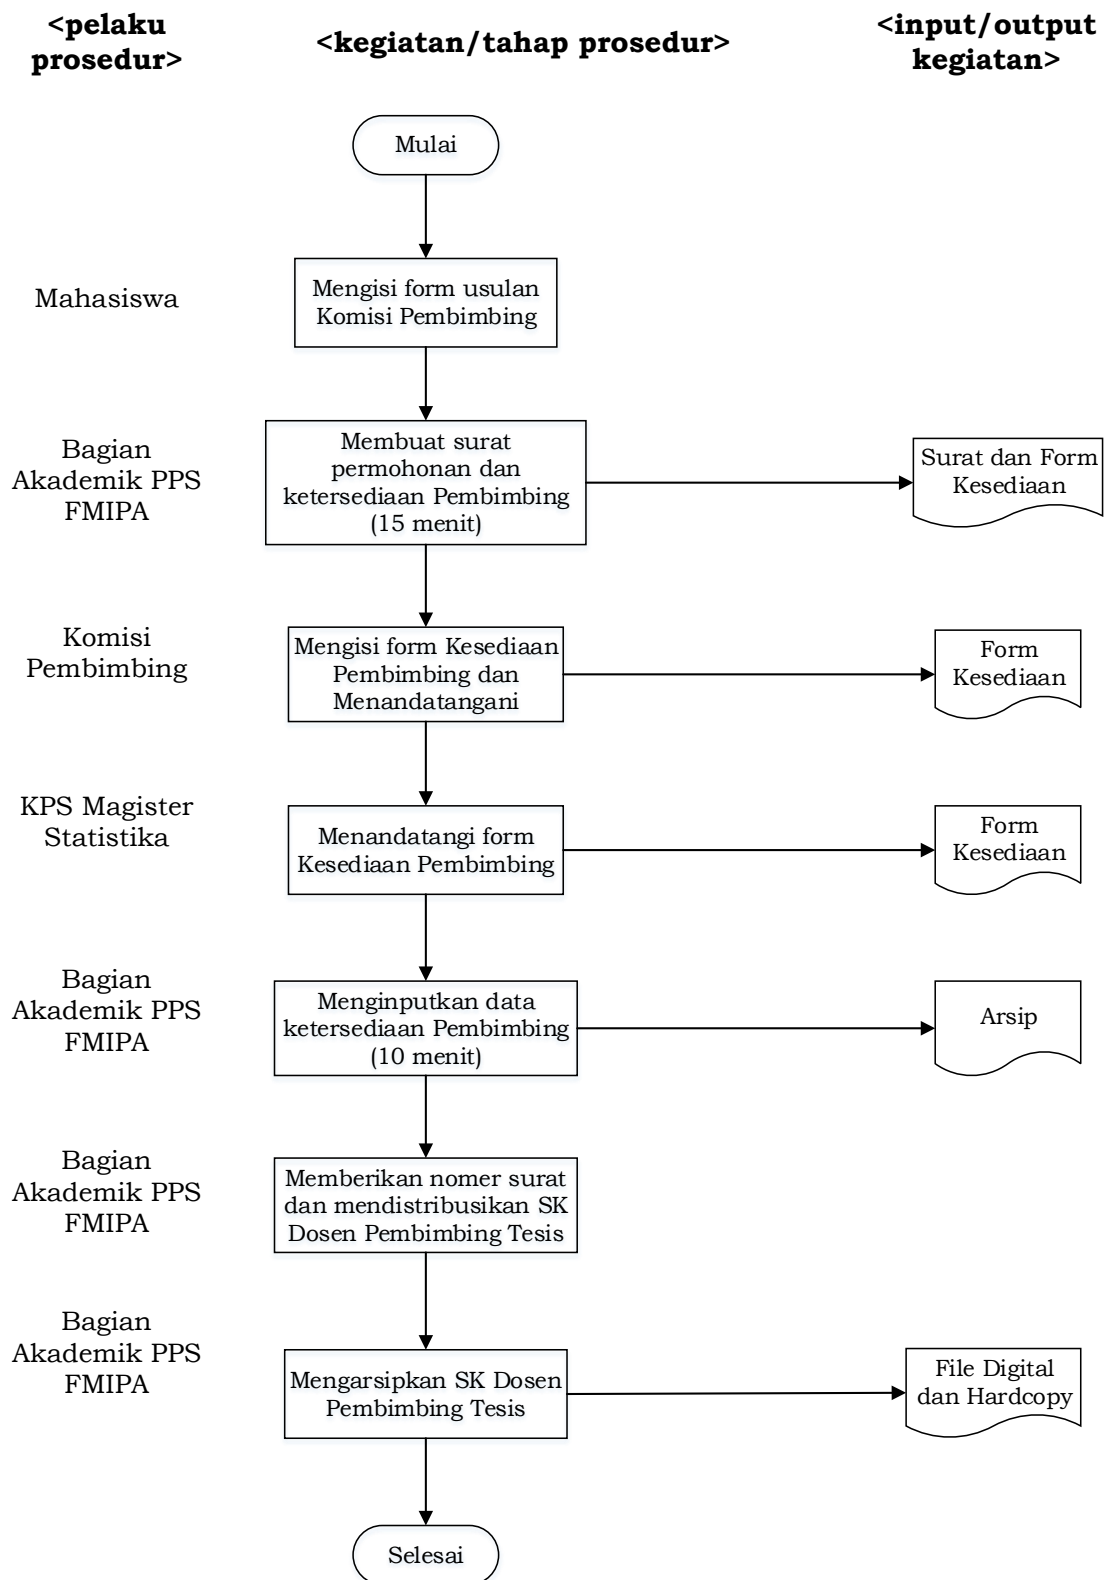 <pelaku
prosedur>
<kegiatan/tahap prosedur>
<input/output
kegiatan>
Mulai
Mahasiswa
Mengisi form usulan
Komisi Pembimbing
Bagian
Akademik PPS
FMIPA
Membuat surat
permohonan dan
ketersediaan Pembimbing
(15 menit)
Surat dan Form
Kesediaan
Komisi
Pembimbing
Mengisi form Kesediaan
Pembimbing dan
Menandatangani
Form
Kesediaan
KPS Magister
Statistika
Menandatangi form
Kesediaan Pembimbing
Form
Kesediaan
Bagian
Akademik PPS
FMIPA
Menginputkan data
ketersediaan Pembimbing
(10 menit)
Arsip
Bagian
Akademik PPS
FMIPA
Memberikan nomer surat
dan mendistribusikan SK
Dosen Pembimbing Tesis
Bagian
Akademik PPS
FMIPA
Mengarsipkan SK Dosen
Pembimbing Tesis
File Digital
dan Hardcopy
Selesai